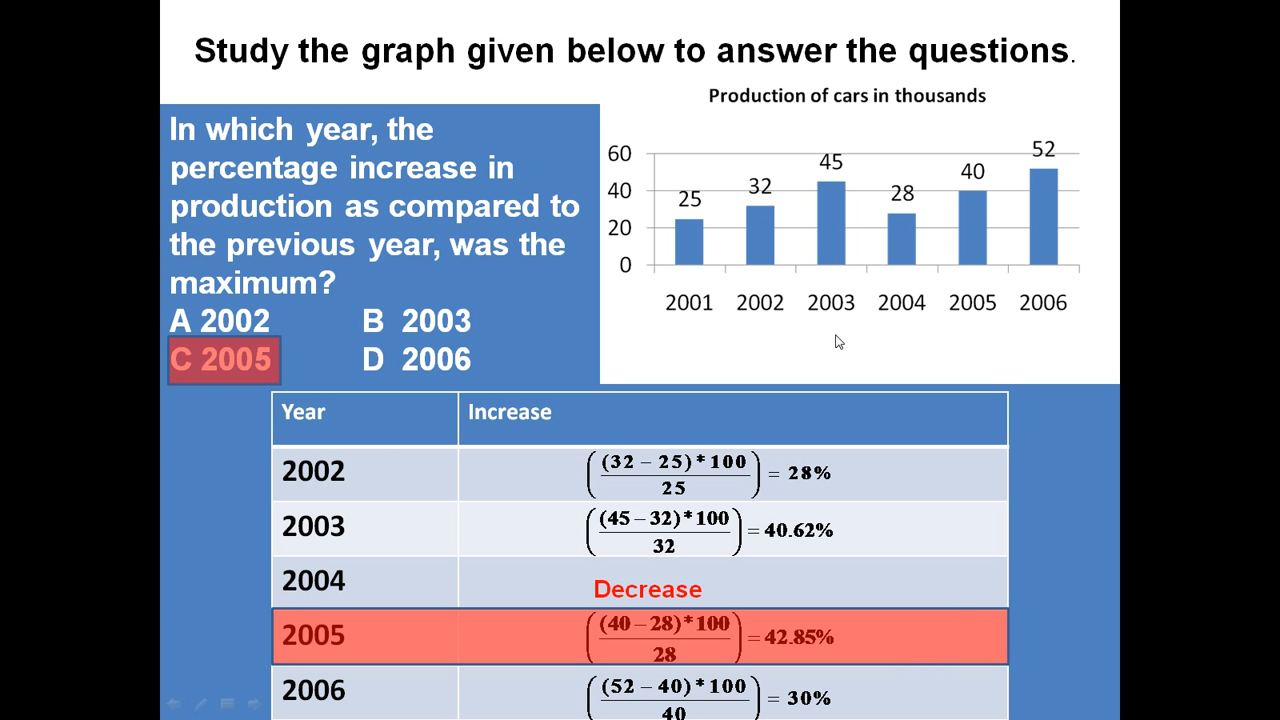 Study the graph given below to answer the questions.
In which year, the
percentage increase in
production as compared to
the previous year, was the
maximum?
A 2002 B 2003
C 2005 D 2006
Production of cars in thousands
60
40
20
0
25
32
45
28
40
52
2001 2002 2003 2004 2005 2006
Year Increase
2002 ((32 – 25)*100 / 25) = 28%
2003 ((45 – 32)*100 / 32) = 40.62%
2004 Decrease
2005 ((40 – 28)*100 / 28) = 42.85%
2006 ((52 – 40)*100 / 40) = 30%